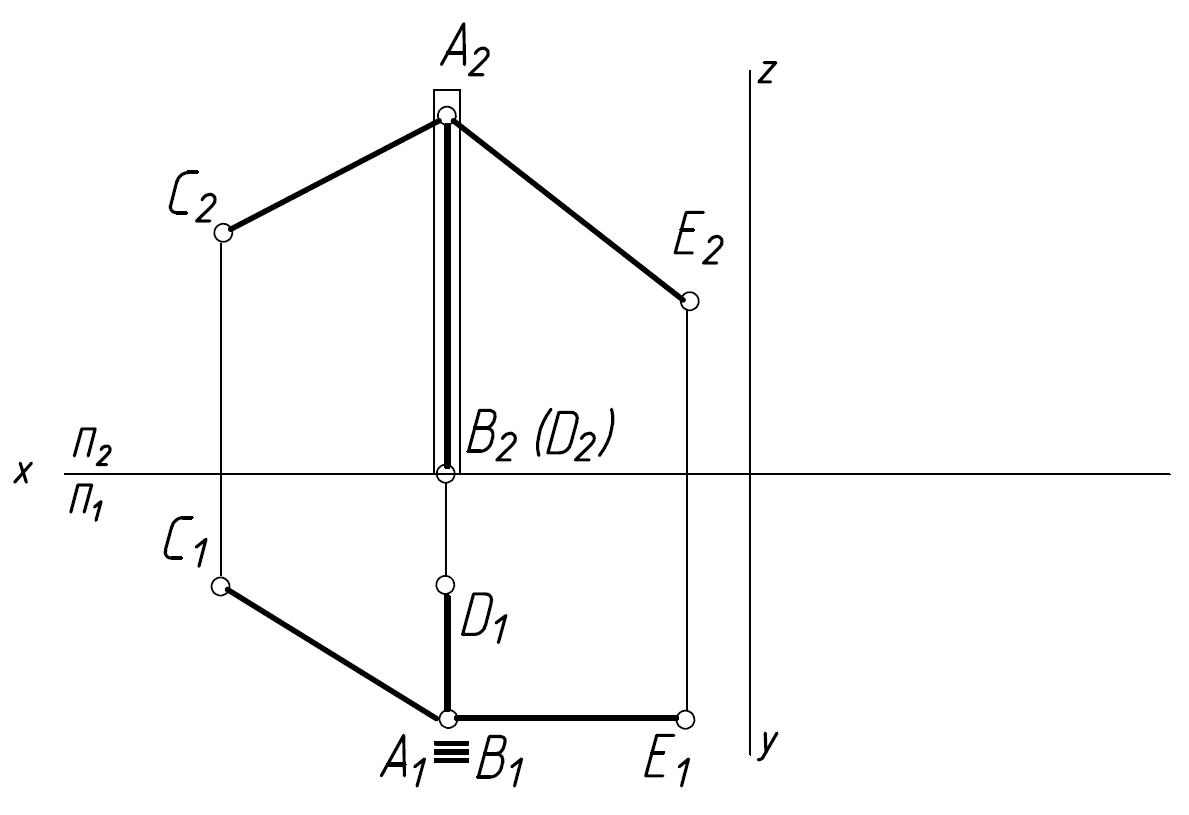 A₂
z
C₂
E₂
B₂ (D₂)
x
П₂
П₁
C₁
D₁
A₁≡B₁
E₁
y